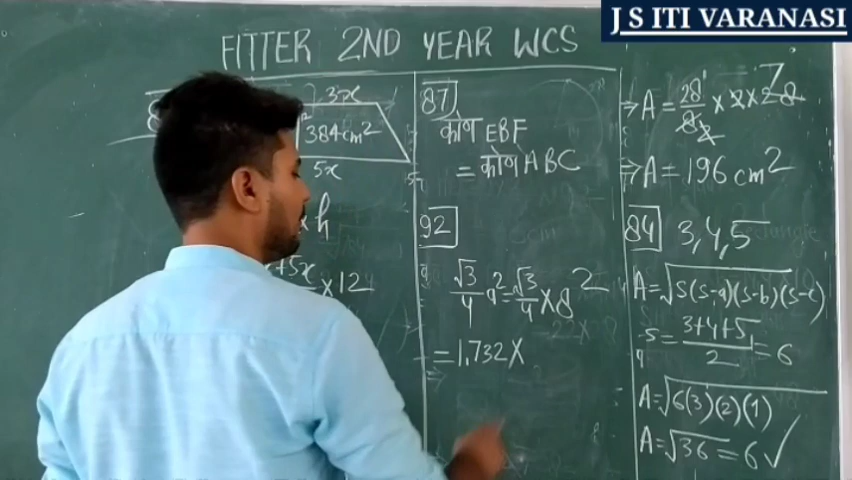 J S ITI VARANASI
FITTER 2ND YEAR WCS
3x
384cm²
5x
h
+5x
×12
87
कोण EBF
= कोण ABC
92
√3/4 a² = √3/4 × 8²
= 1.732 ×
⇒ A = 28/8 × 2 × 28 7
⇒ A = 196 cm²
84 3,4,5
A = √s(s-a)(s-b)(s-c)
s = 3+4+5/2 = 6
A = √6(3)(2)(1)
A = √36 = 6 ✓